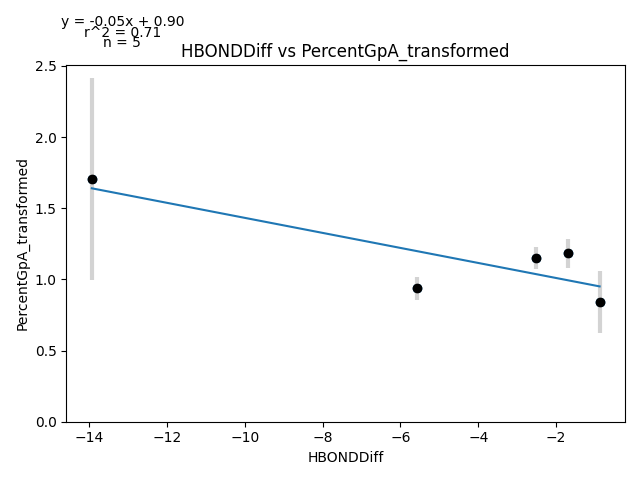 y = -0.05x + 0.90
r^2 = 0.71
n = 5
HBONDDiff vs PercentGpA_transformed
2.5
2.0
1.5
1.0
0.5
0.0
PercentGpA_transformed
−14
−12
−10
−8
−6
−4
−2
HBONDDiff